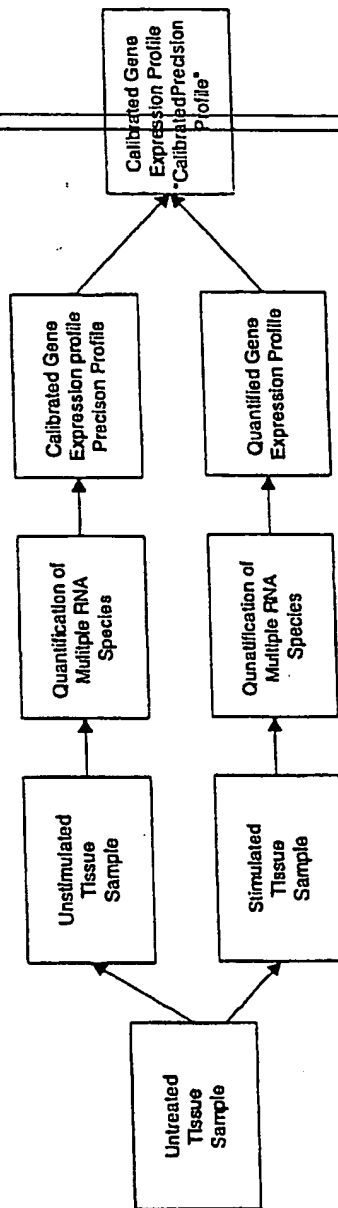 Untreated
Tissue
Sample
Unstimulated
Tissue
Sample
Quantification of
Mulitple RNA
Species
Calibrated Gene
Expression profile
Precison Profile
Stimulated
Tissue
Sample
Qunatification of
Multiple RNA
Species
Quantified Gene
Expression Profile
Calibrated Gene
Expression Profile
"CalibratedPrecision
Profile"